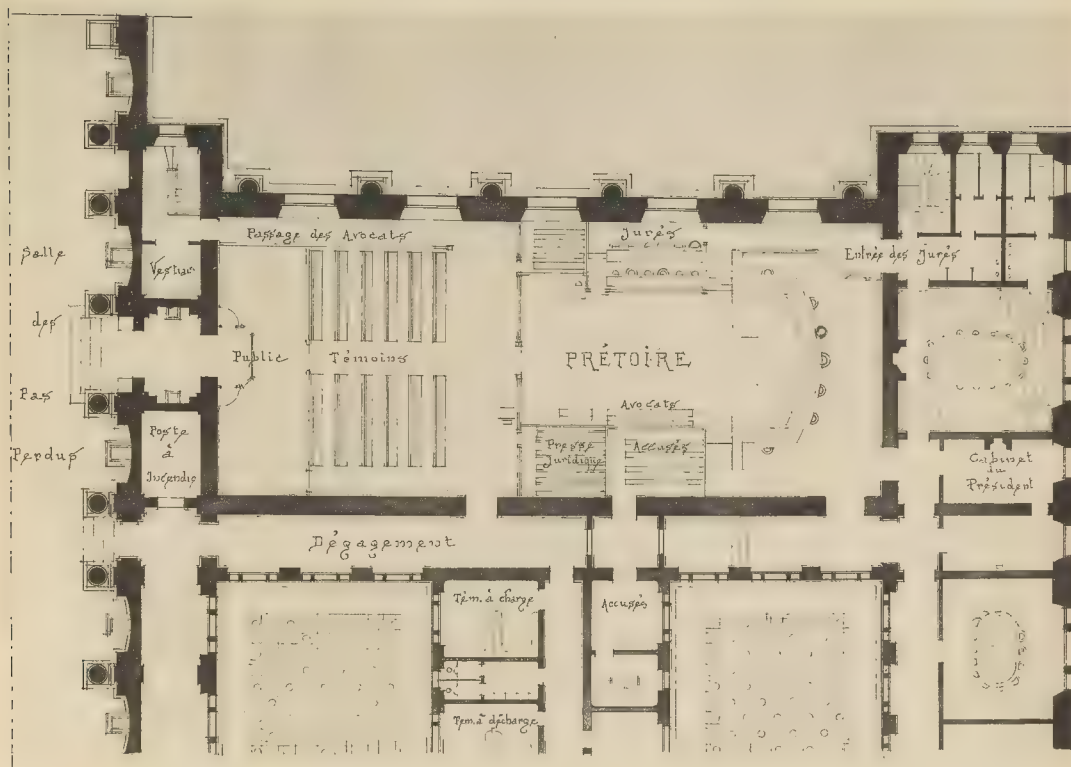 Passage des Avocats
Jurés
Salle
des
Pas
Perdus
Vestiar.
Entrée des Jurés
Public
Témoins
PRÉTOIRE
Avocats
Poste
à
Incendie
Presse
Juridique
Accusés
Cabinet
du
Président
Dégagement
Tém. à charge
Accusés
Tém. à décharge